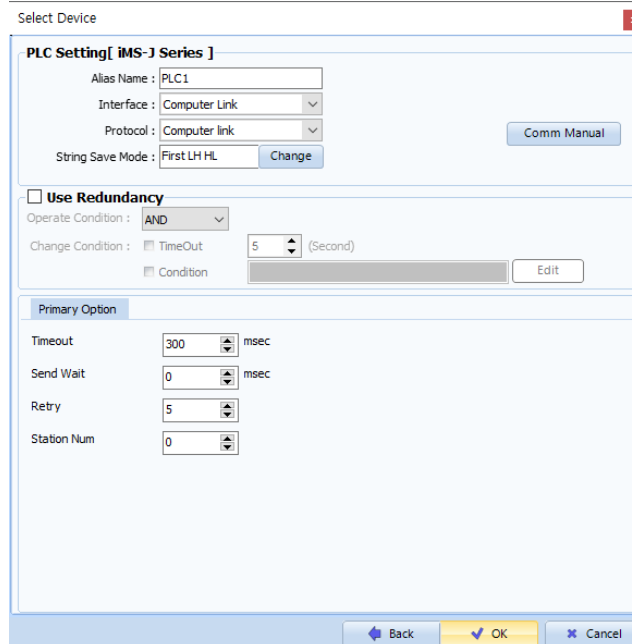 Select Device
PLC Setting[ iMS-J Series ]
Alias Name : PLC1
Interface : Computer Link
Protocol : Computer link
Comm Manual
String Save Mode : First LH HL Change
Use Redundancy
Operate Condition : AND
Change Condition : TimeOut 5 (Second)
Condition Edit
Primary Option
Timeout 300 msec
Send Wait 0 msec
Retry 5
Station Num 0
Back OK Cancel